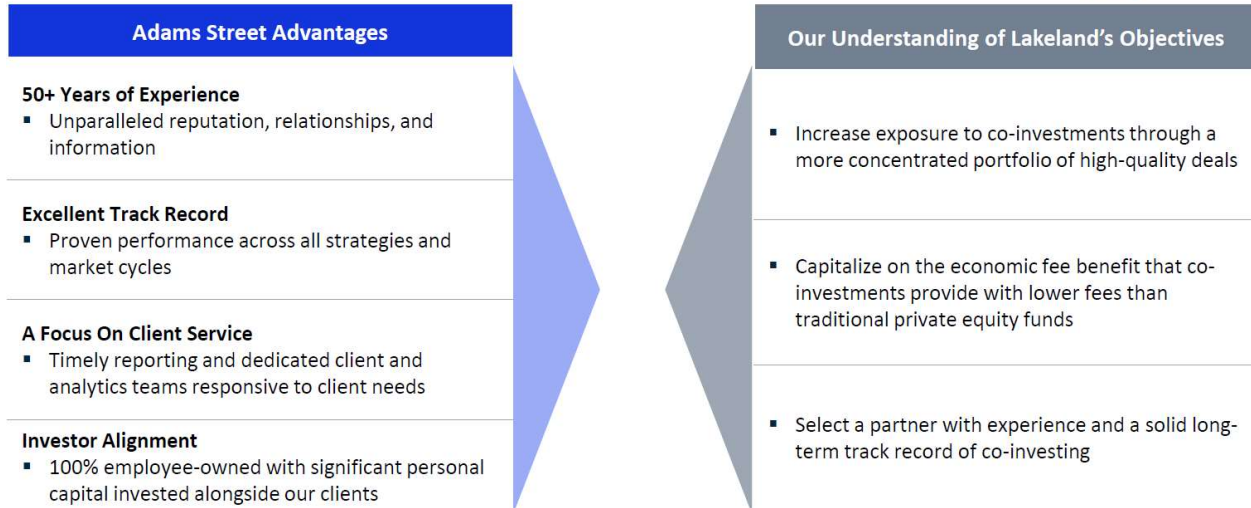 Adams Street Advantages
50+ Years of Experience
▪ Unparalleled reputation, relationships, and
information
Excellent Track Record
▪ Proven performance across all strategies and
market cycles
A Focus On Client Service
▪ Timely reporting and dedicated client and
analytics teams responsive to client needs
Investor Alignment
▪ 100% employee-owned with significant personal
capital invested alongside our clients
Our Understanding of Lakeland's Objectives
▪ Increase exposure to co-investments through a
more concentrated portfolio of high-quality deals
▪ Capitalize on the economic fee benefit that co-
investments provide with lower fees than
traditional private equity funds
▪ Select a partner with experience and a solid long-
term track record of co-investing